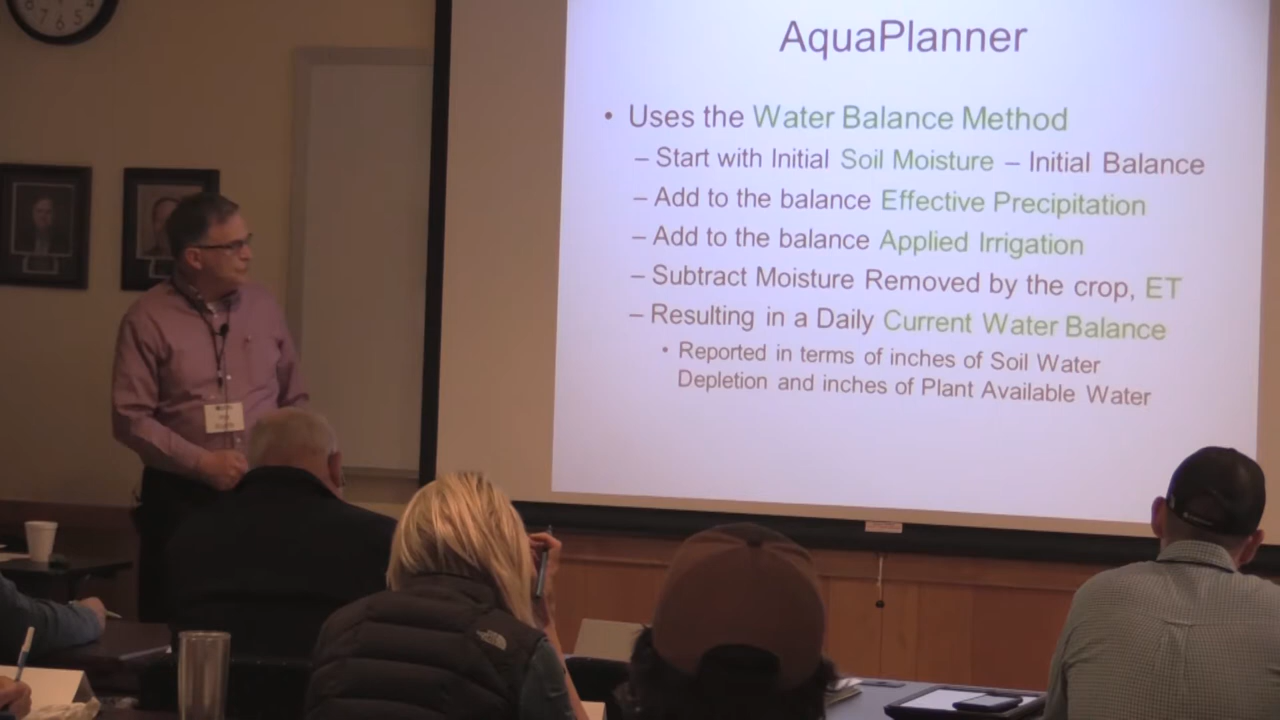 AquaPlanner
• Uses the Water Balance Method
– Start with Initial Soil Moisture – Initial Balance
– Add to the balance Effective Precipitation
– Add to the balance Applied Irrigation
– Subtract Moisture Removed by the crop, ET
– Resulting in a Daily Current Water Balance
• Reported in terms of inches of Soil Water
Depletion and inches of Plant Available Water